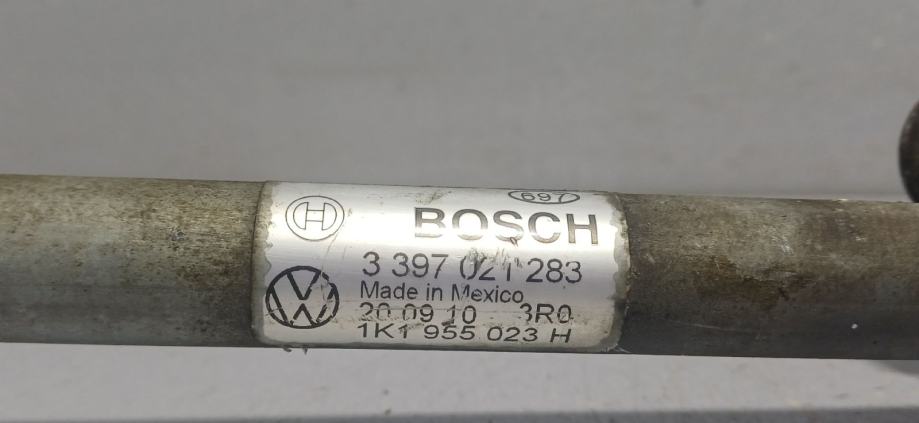 697
BOSCH
3 397 021 283
Made in Mexico
20 09 10 3R0
1K1 955 023 H